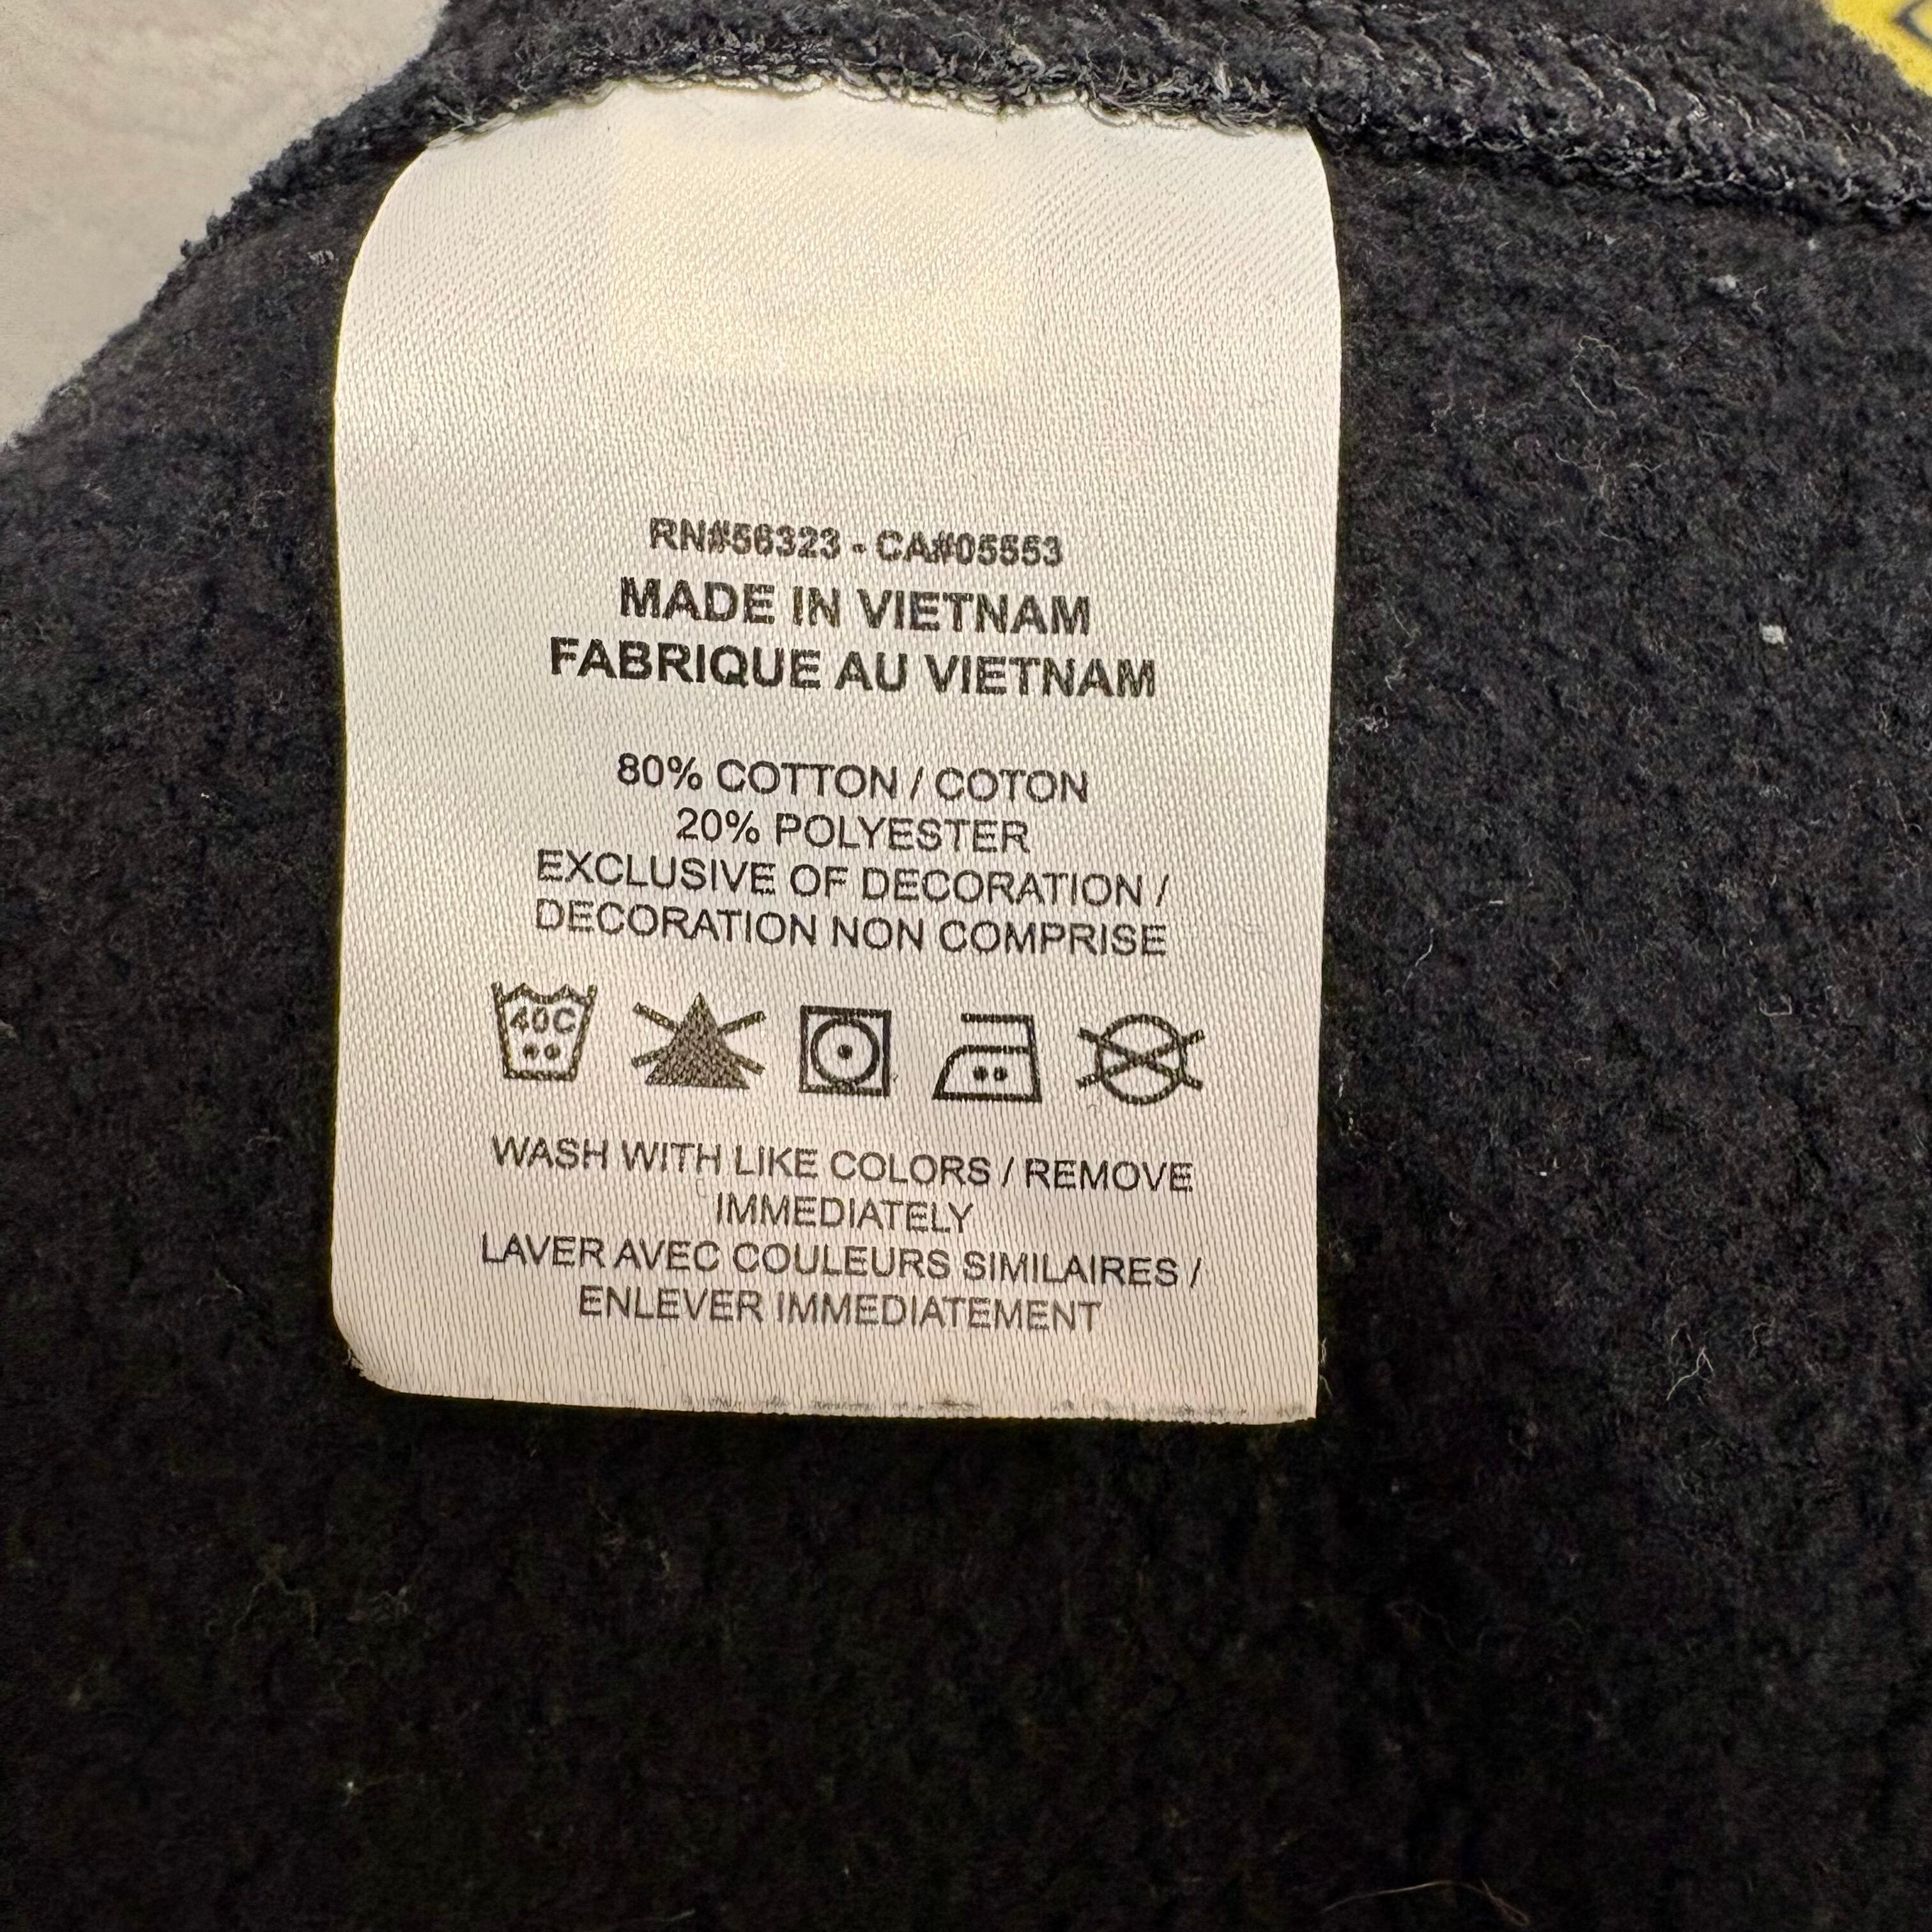 RN#56323 - CA#05553
MADE IN VIETNAM
FABRIQUE AU VIETNAM
80% COTTON / COTON
20% POLYESTER
EXCLUSIVE OF DECORATION /
DECORATION NON COMPRISE
40C
WASH WITH LIKE COLORS / REMOVE
IMMEDIATELY
LAVER AVEC COULEURS SIMILAIRES /
ENLEVER IMMEDIATEMENT